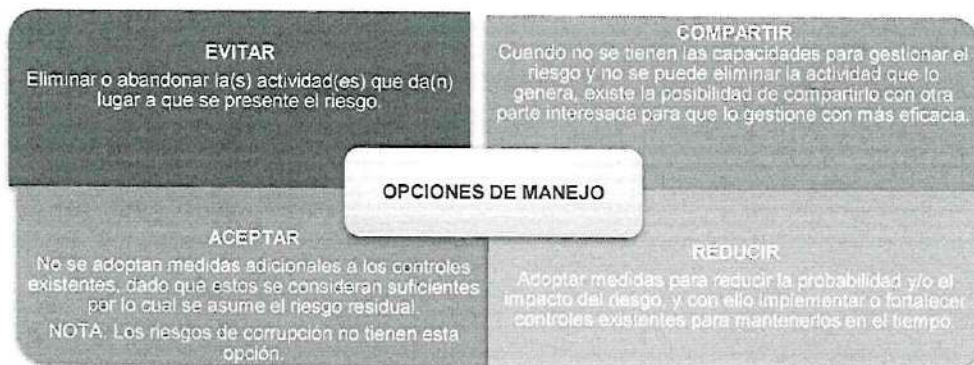 EVITAR
Eliminar o abandonar la(s) actividad(es) que da(n)
lugar a que se presente el riesgo.
COMPARTIR
Cuando no se tienen las capacidades para gestionar el
riesgo y no se puede eliminar la actividad que lo
genera, existe la posibilidad de compartirlo con otra
parte interesada para que lo gestione con más eficacia.
OPCIONES DE MANEJO
ACEPTAR
No se adoptan medidas adicionales a los controles
existentes, dado que estos se consideran suficientes
por lo cual se asume el riesgo residual.
NOTA. Los riesgos de corrupción no tienen esta
opción.
REDUCIR
Adoptar medidas para reducir la probabilidad y/o el
impacto del riesgo, y con ello implementar o fortalecer
controles existentes para mantenerlos en el tiempo.